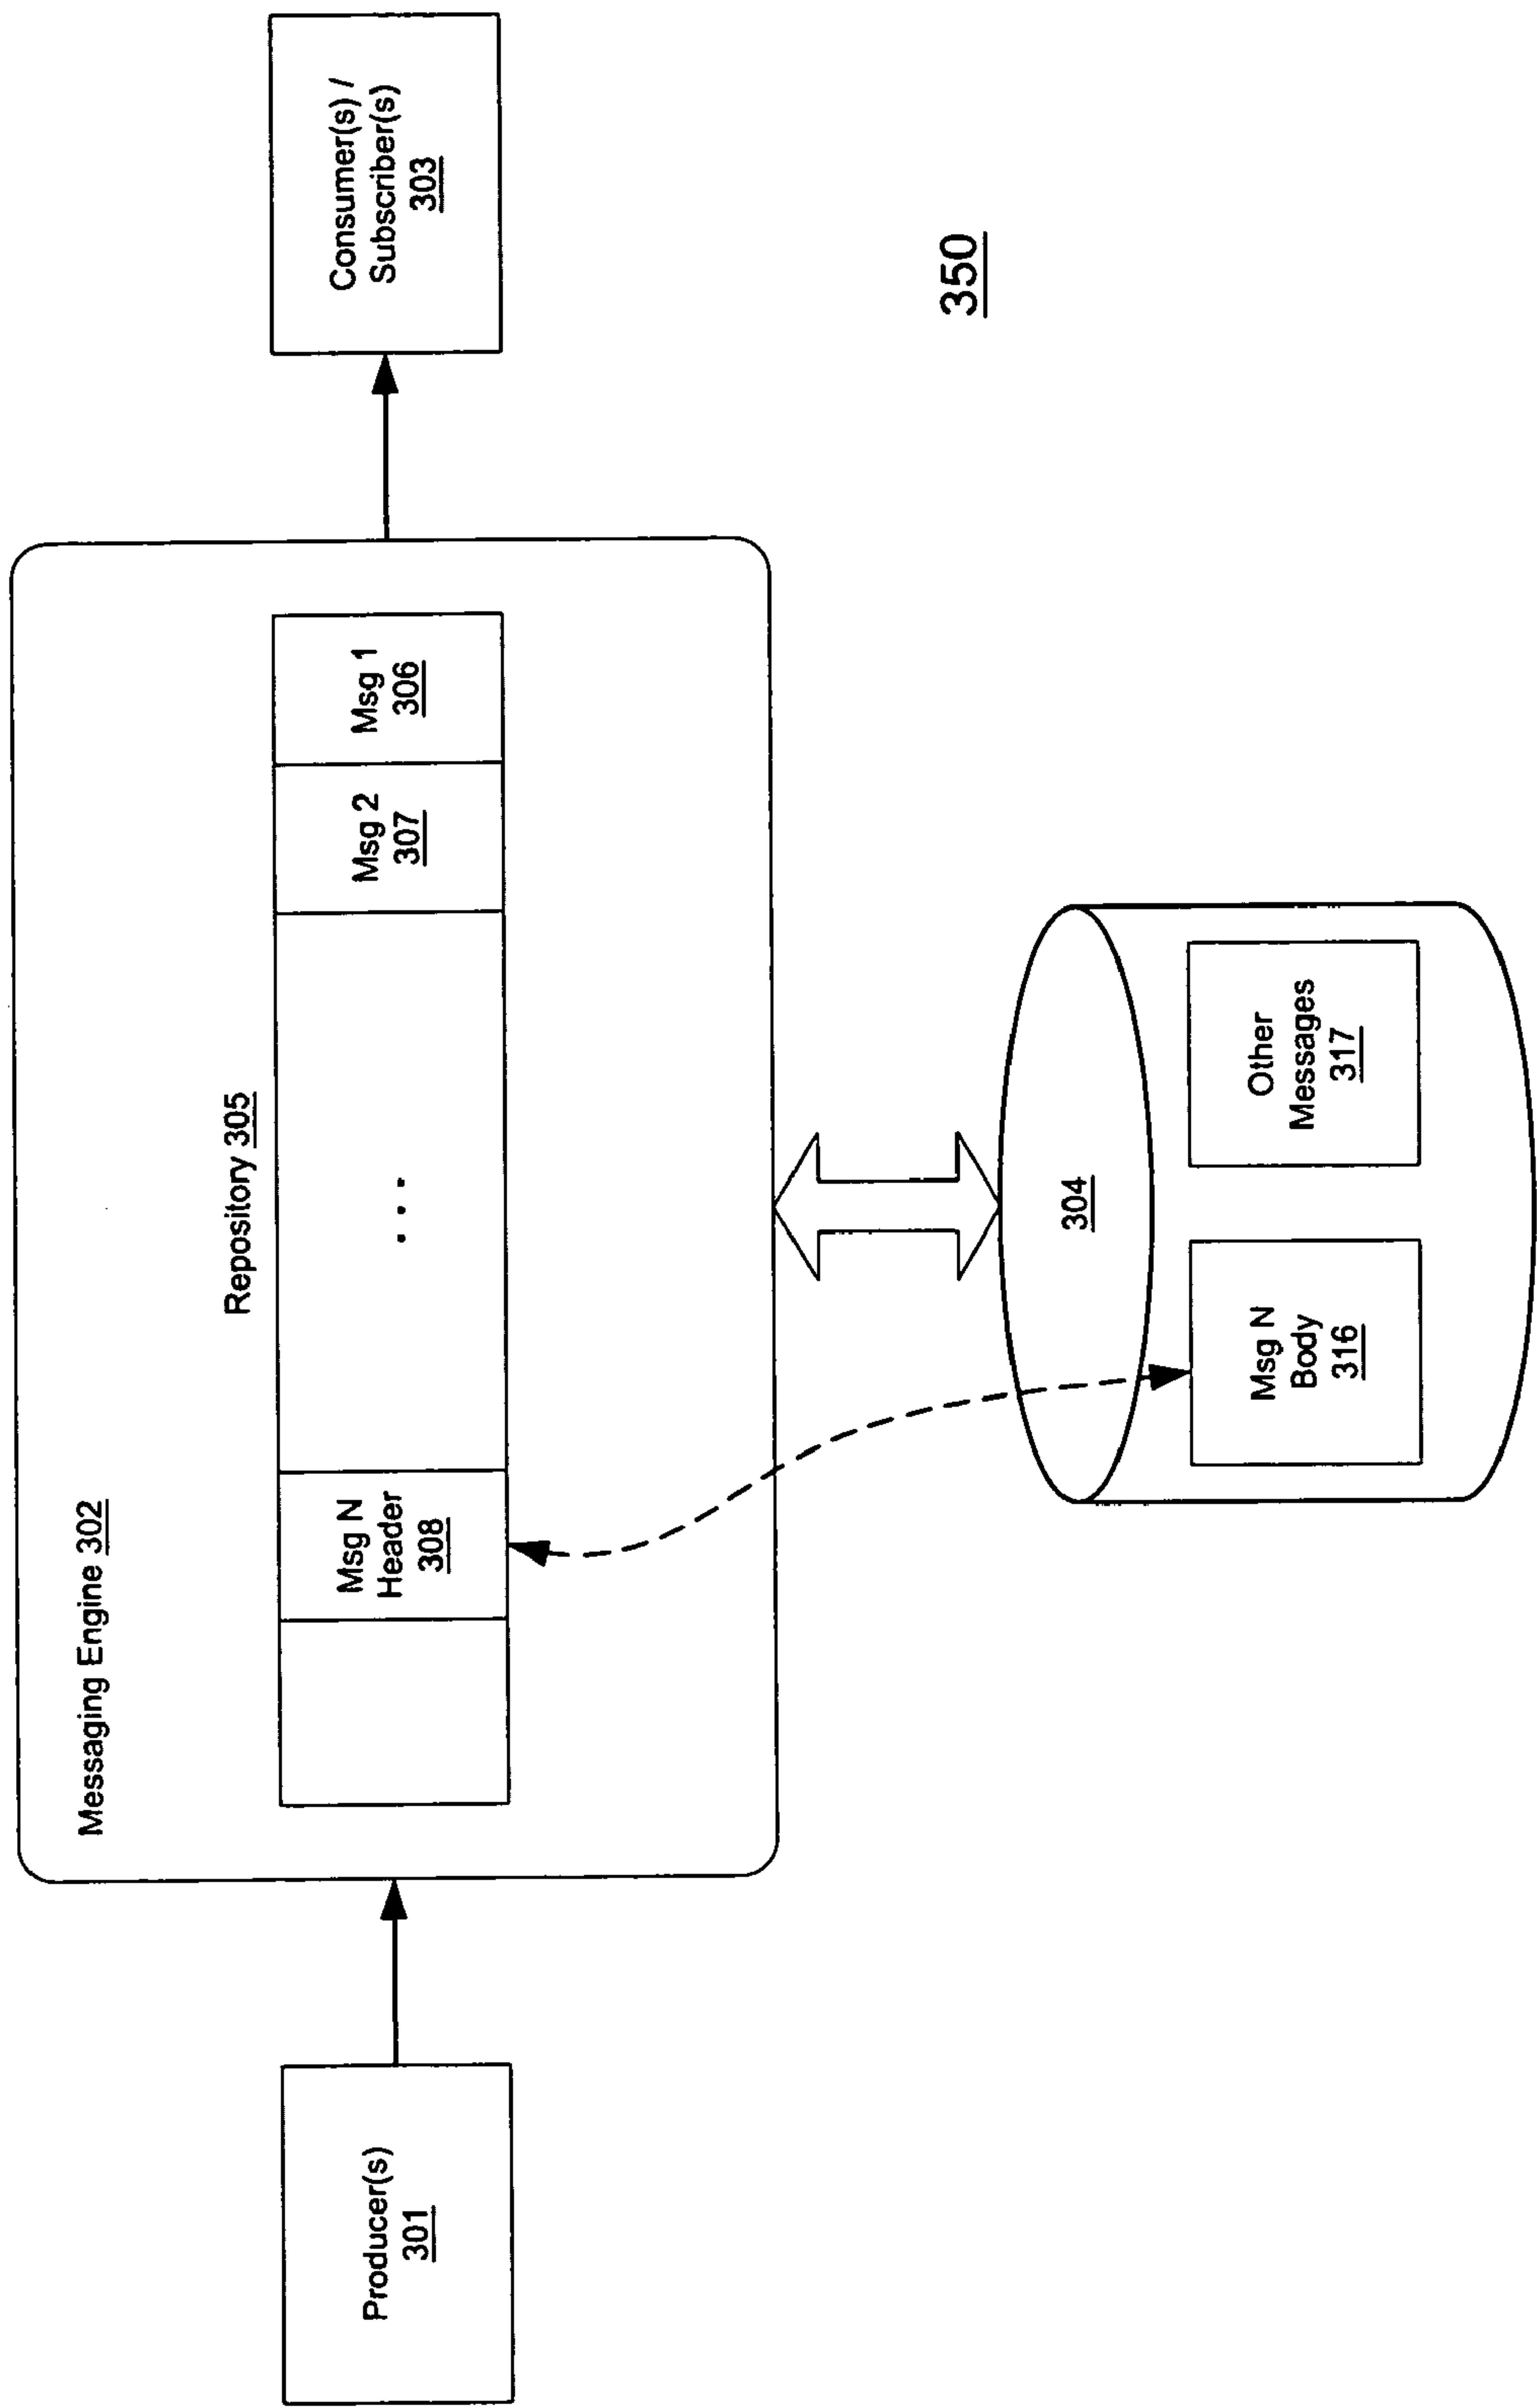 Messaging Engine 302
Repository 305
Producer(s)
301
Msg N
Header
308
. . .
Msg 2
307
Msg 1
306
Consumer(s) /
Subscriber(s)
303
304
Msg N
Body
316
Other
Messages
317
350